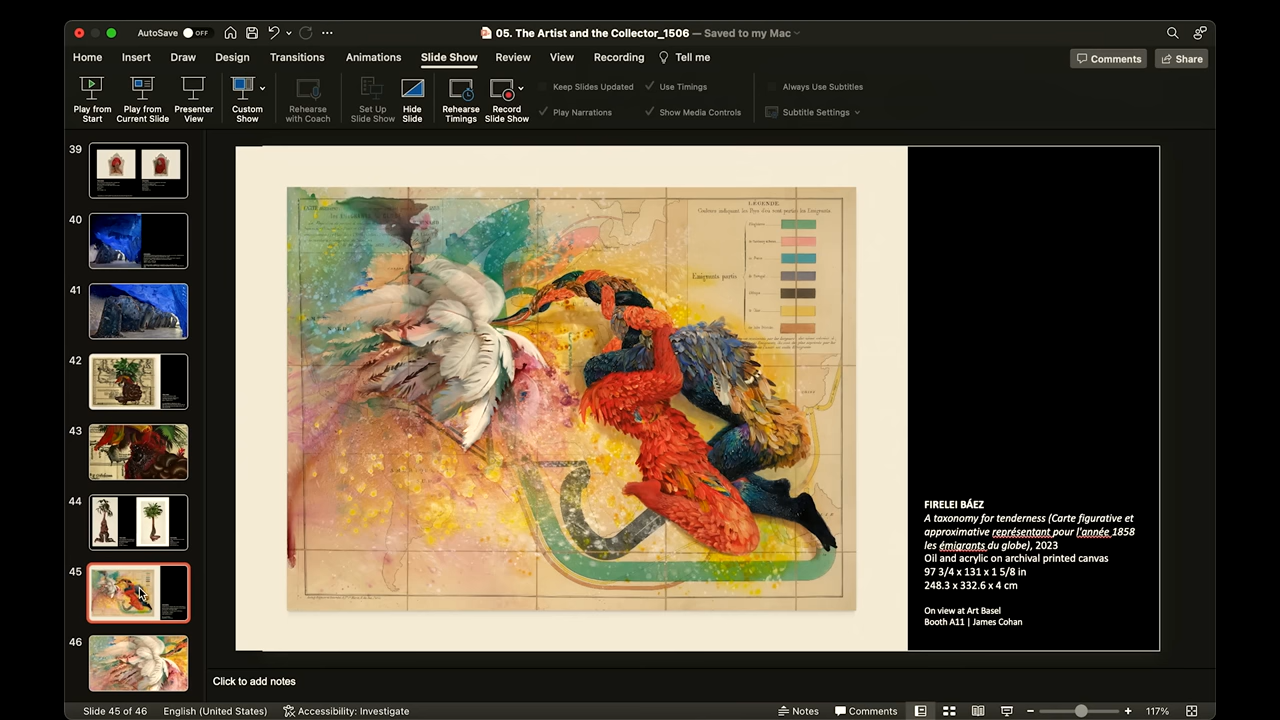 AutoSave OFF
05. The Artist and the Collector_1506 — Saved to my Mac
Home Insert Draw Design Transitions Animations Slide Show Review View Recording Tell me
Comments Share
Play from Start
Play from Current Slide
Presenter View
Custom Show
Rehearse with Coach
Set Up Slide Show
Hide Slide
Rehearse Timings
Record Slide Show
Keep Slides Updated
Use Timings
Always Use Subtitles
Play Narrations
Show Media Controls
Subtitle Settings
39
40
41
42
43
44
45
46
LÉGENDE.
Emigrants partis
FIRELEI BÁEZ
A taxonomy for tenderness (Carte figurative et
approximative représentant pour l'année 1858
les émigrants du globe), 2023
Oil and acrylic on archival printed canvas
97 3/4 x 131 x 1 5/8 in
248.3 x 332.6 x 4 cm
On view at Art Basel
Booth A11 | James Cohan
Click to add notes
Slide 45 of 46 English (United States) Accessibility: Investigate
Notes Comments 117%